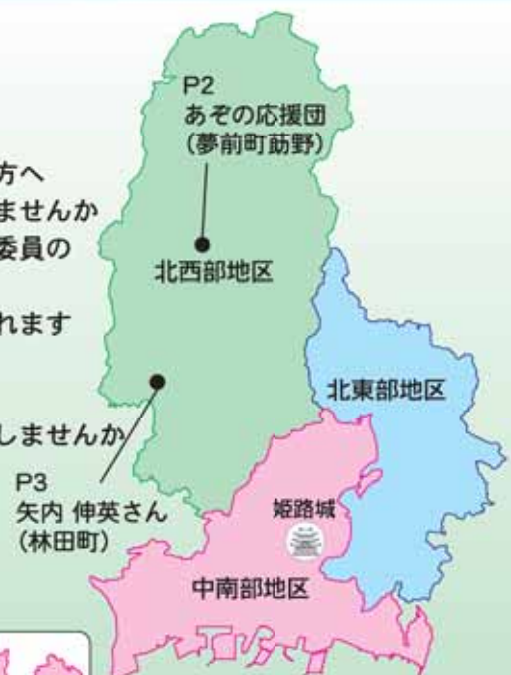 P2
あぞの応援団
（夢前町莇野）
方へ
ませんか
委員の
北西部地区
れます
北東部地区
しませんか
P3
矢内 伸英さん
（林田町）
姫路城
中南部地区